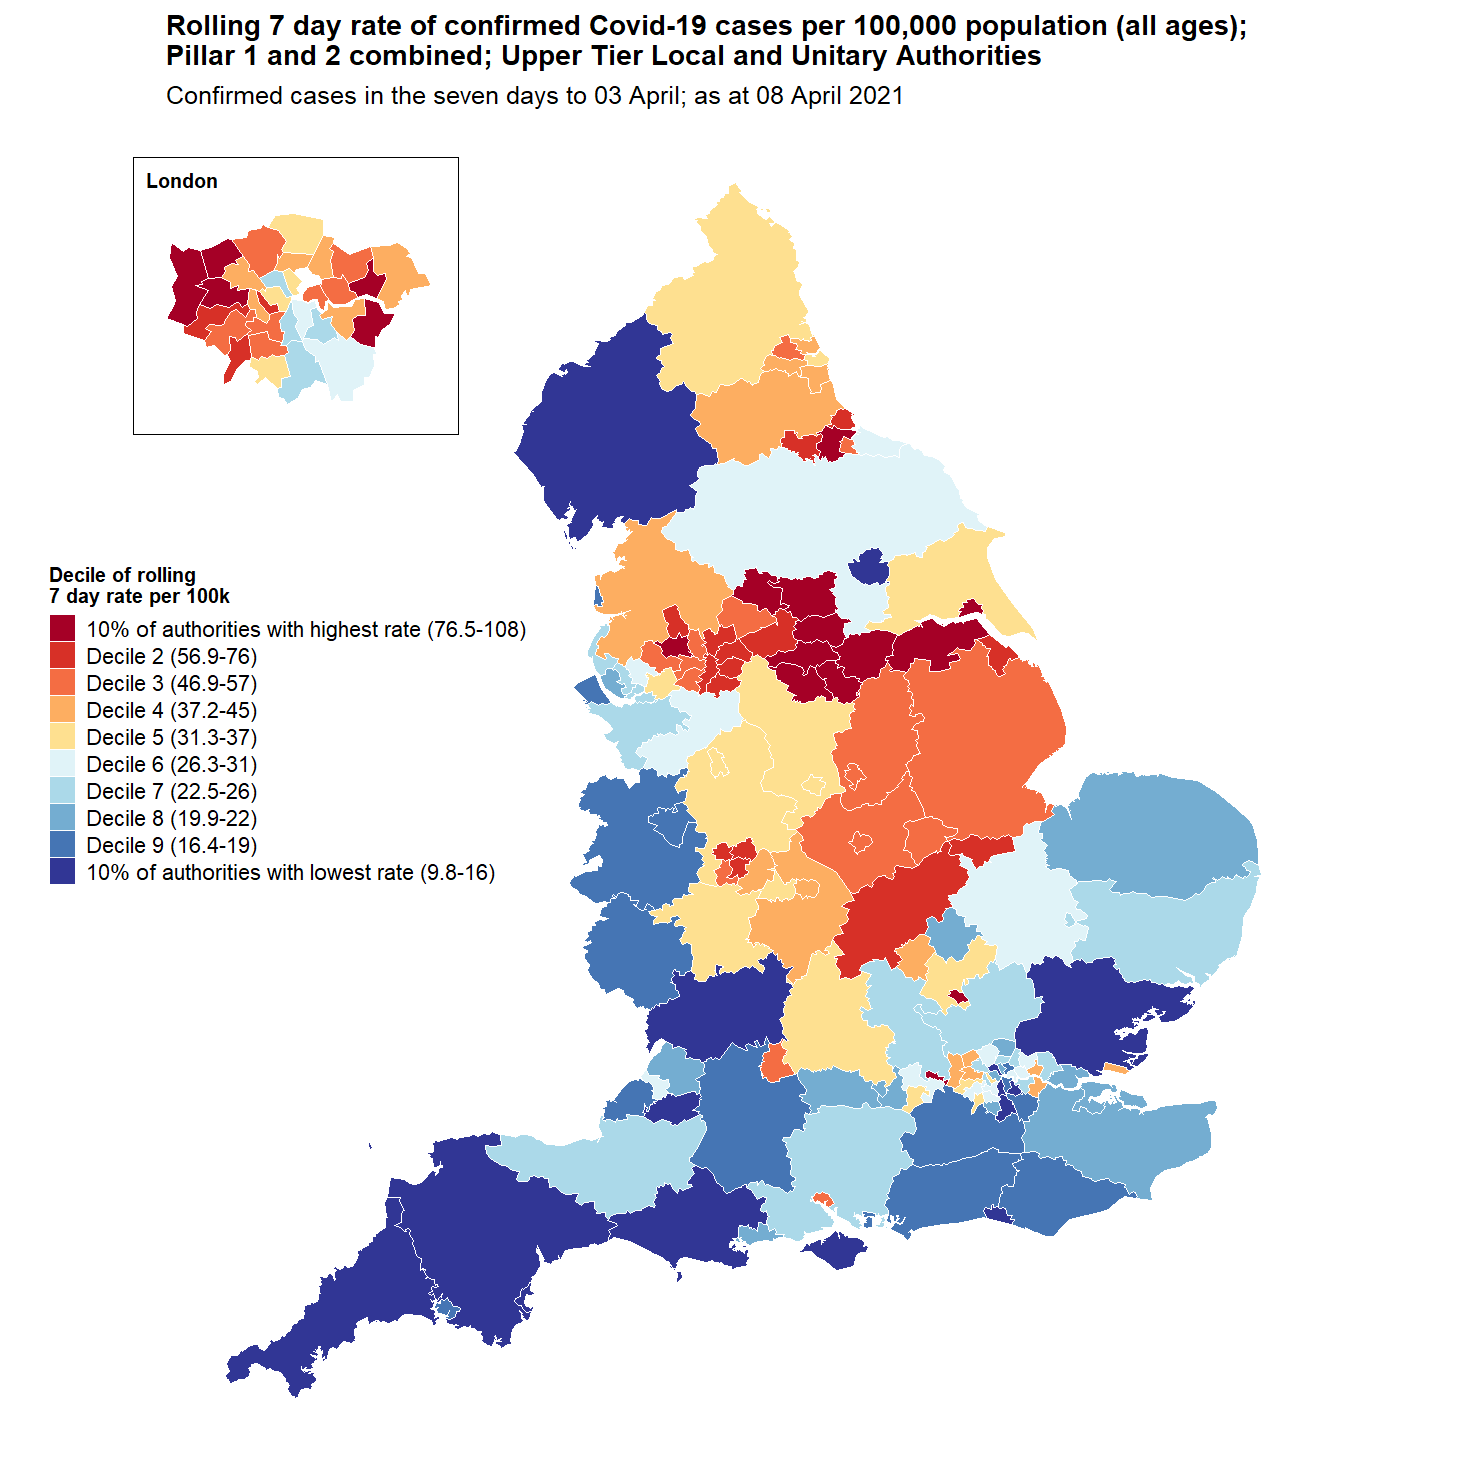 Rolling 7 day rate of confirmed Covid-19 cases per 100,000 population (all ages);
Pillar 1 and 2 combined; Upper Tier Local and Unitary Authorities
Confirmed cases in the seven days to 03 April; as at 08 April 2021
London
Decile of rolling
7 day rate per 100k
10% of authorities with highest rate (76.5-108)
Decile 2 (56.9-76)
Decile 3 (46.9-57)
Decile 4 (37.2-45)
Decile 5 (31.3-37)
Decile 6 (26.3-31)
Decile 7 (22.5-26)
Decile 8 (19.9-22)
Decile 9 (16.4-19)
10% of authorities with lowest rate (9.8-16)